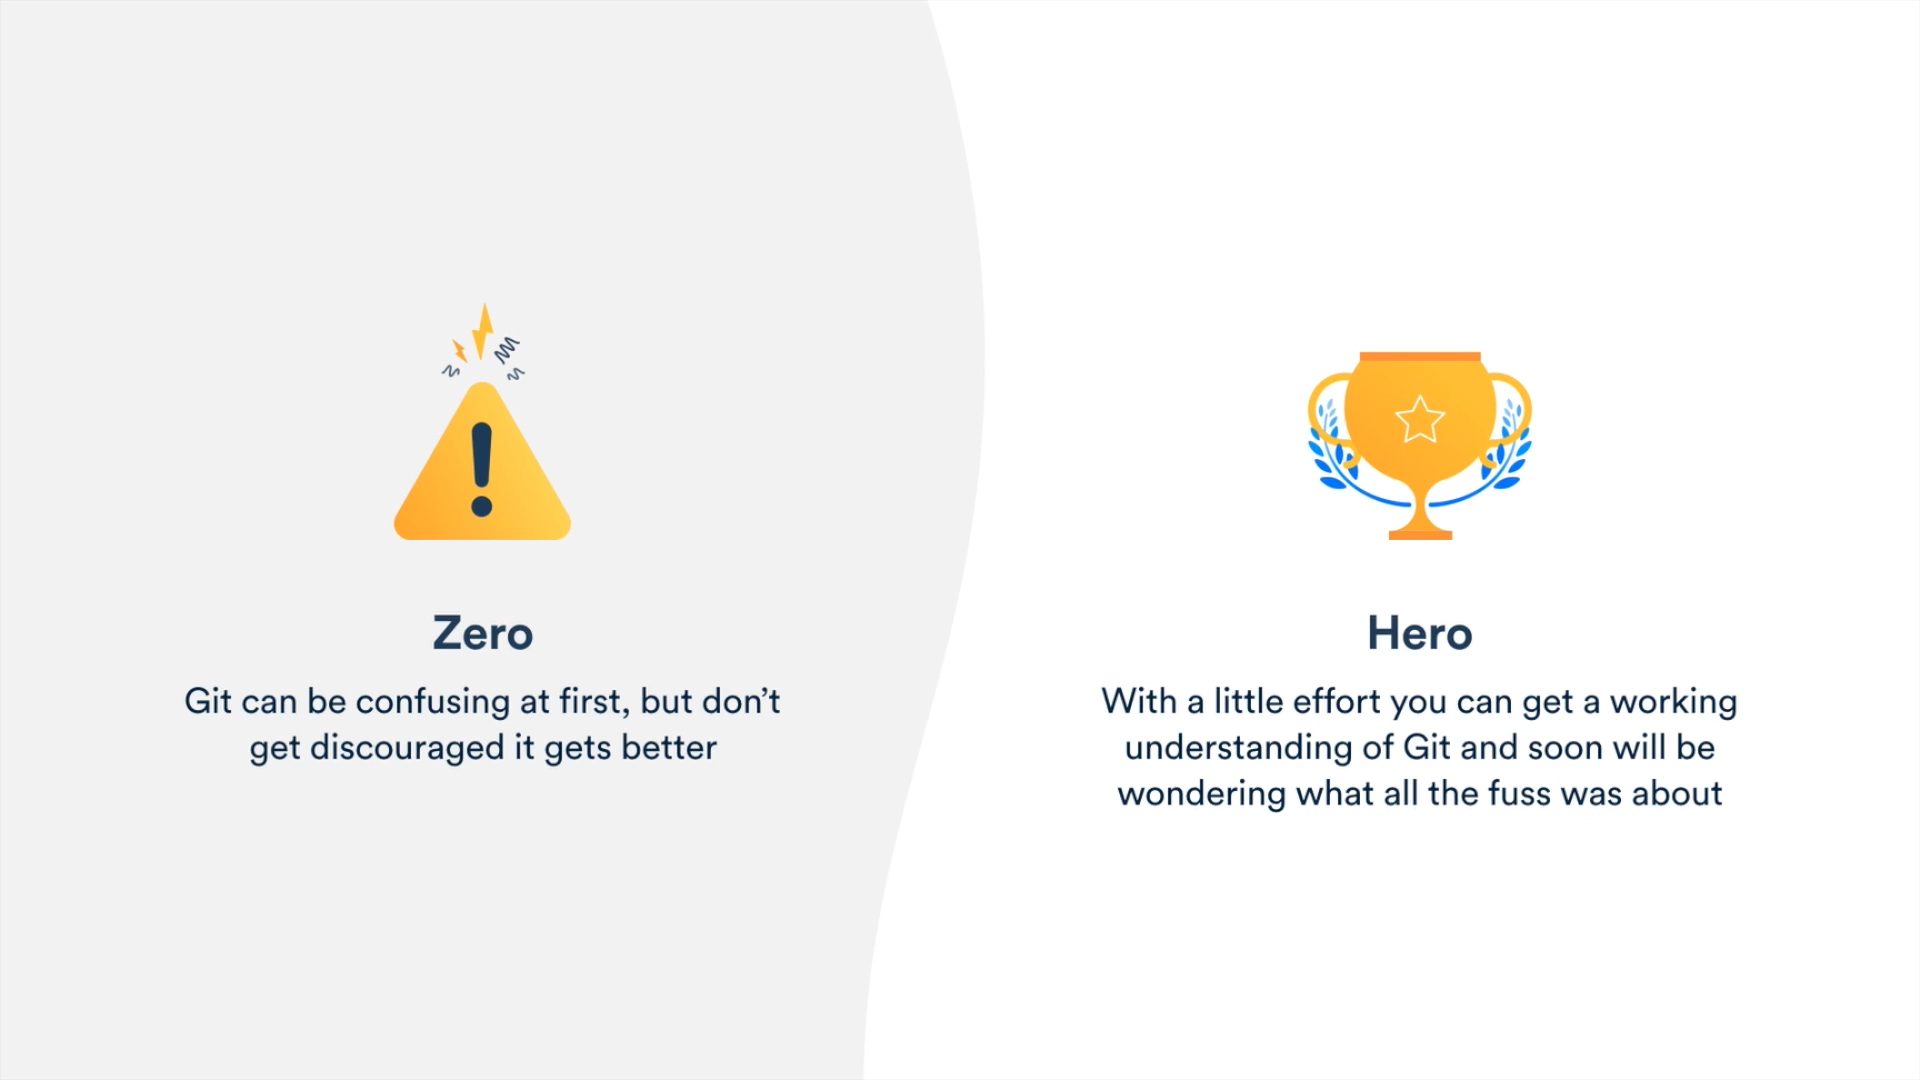 Zero
Git can be confusing at first, but don’t
get discouraged it gets better
Hero
With a little effort you can get a working
understanding of Git and soon will be
wondering what all the fuss was about